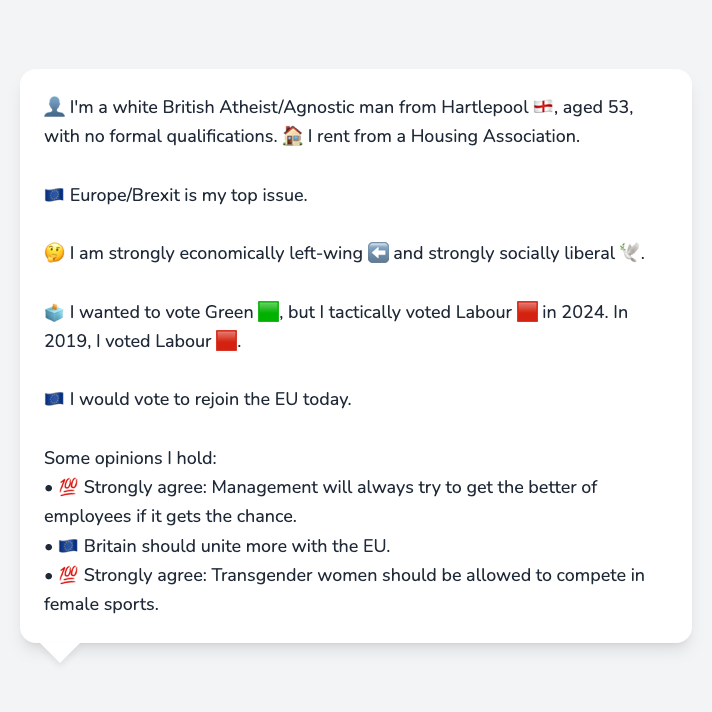 👤 I'm a white British Atheist/Agnostic man from Hartlepool 🏴󠁧󠁢󠁥󠁮󠁧󠁿, aged 53,
with no formal qualifications. 🏠 I rent from a Housing Association.
🇪🇺 Europe/Brexit is my top issue.
🤔 I am strongly economically left-wing ⬅️ and strongly socially liberal 🕊️.
🗳️ I wanted to vote Green 🟩, but I tactically voted Labour 🟥 in 2024. In
2019, I voted Labour 🟥.
🇪🇺 I would vote to rejoin the EU today.
Some opinions I hold:
• 💯 Strongly agree: Management will always try to get the better of
employees if it gets the chance.
• 🇪🇺 Britain should unite more with the EU.
• 💯 Strongly agree: Transgender women should be allowed to compete in
female sports.